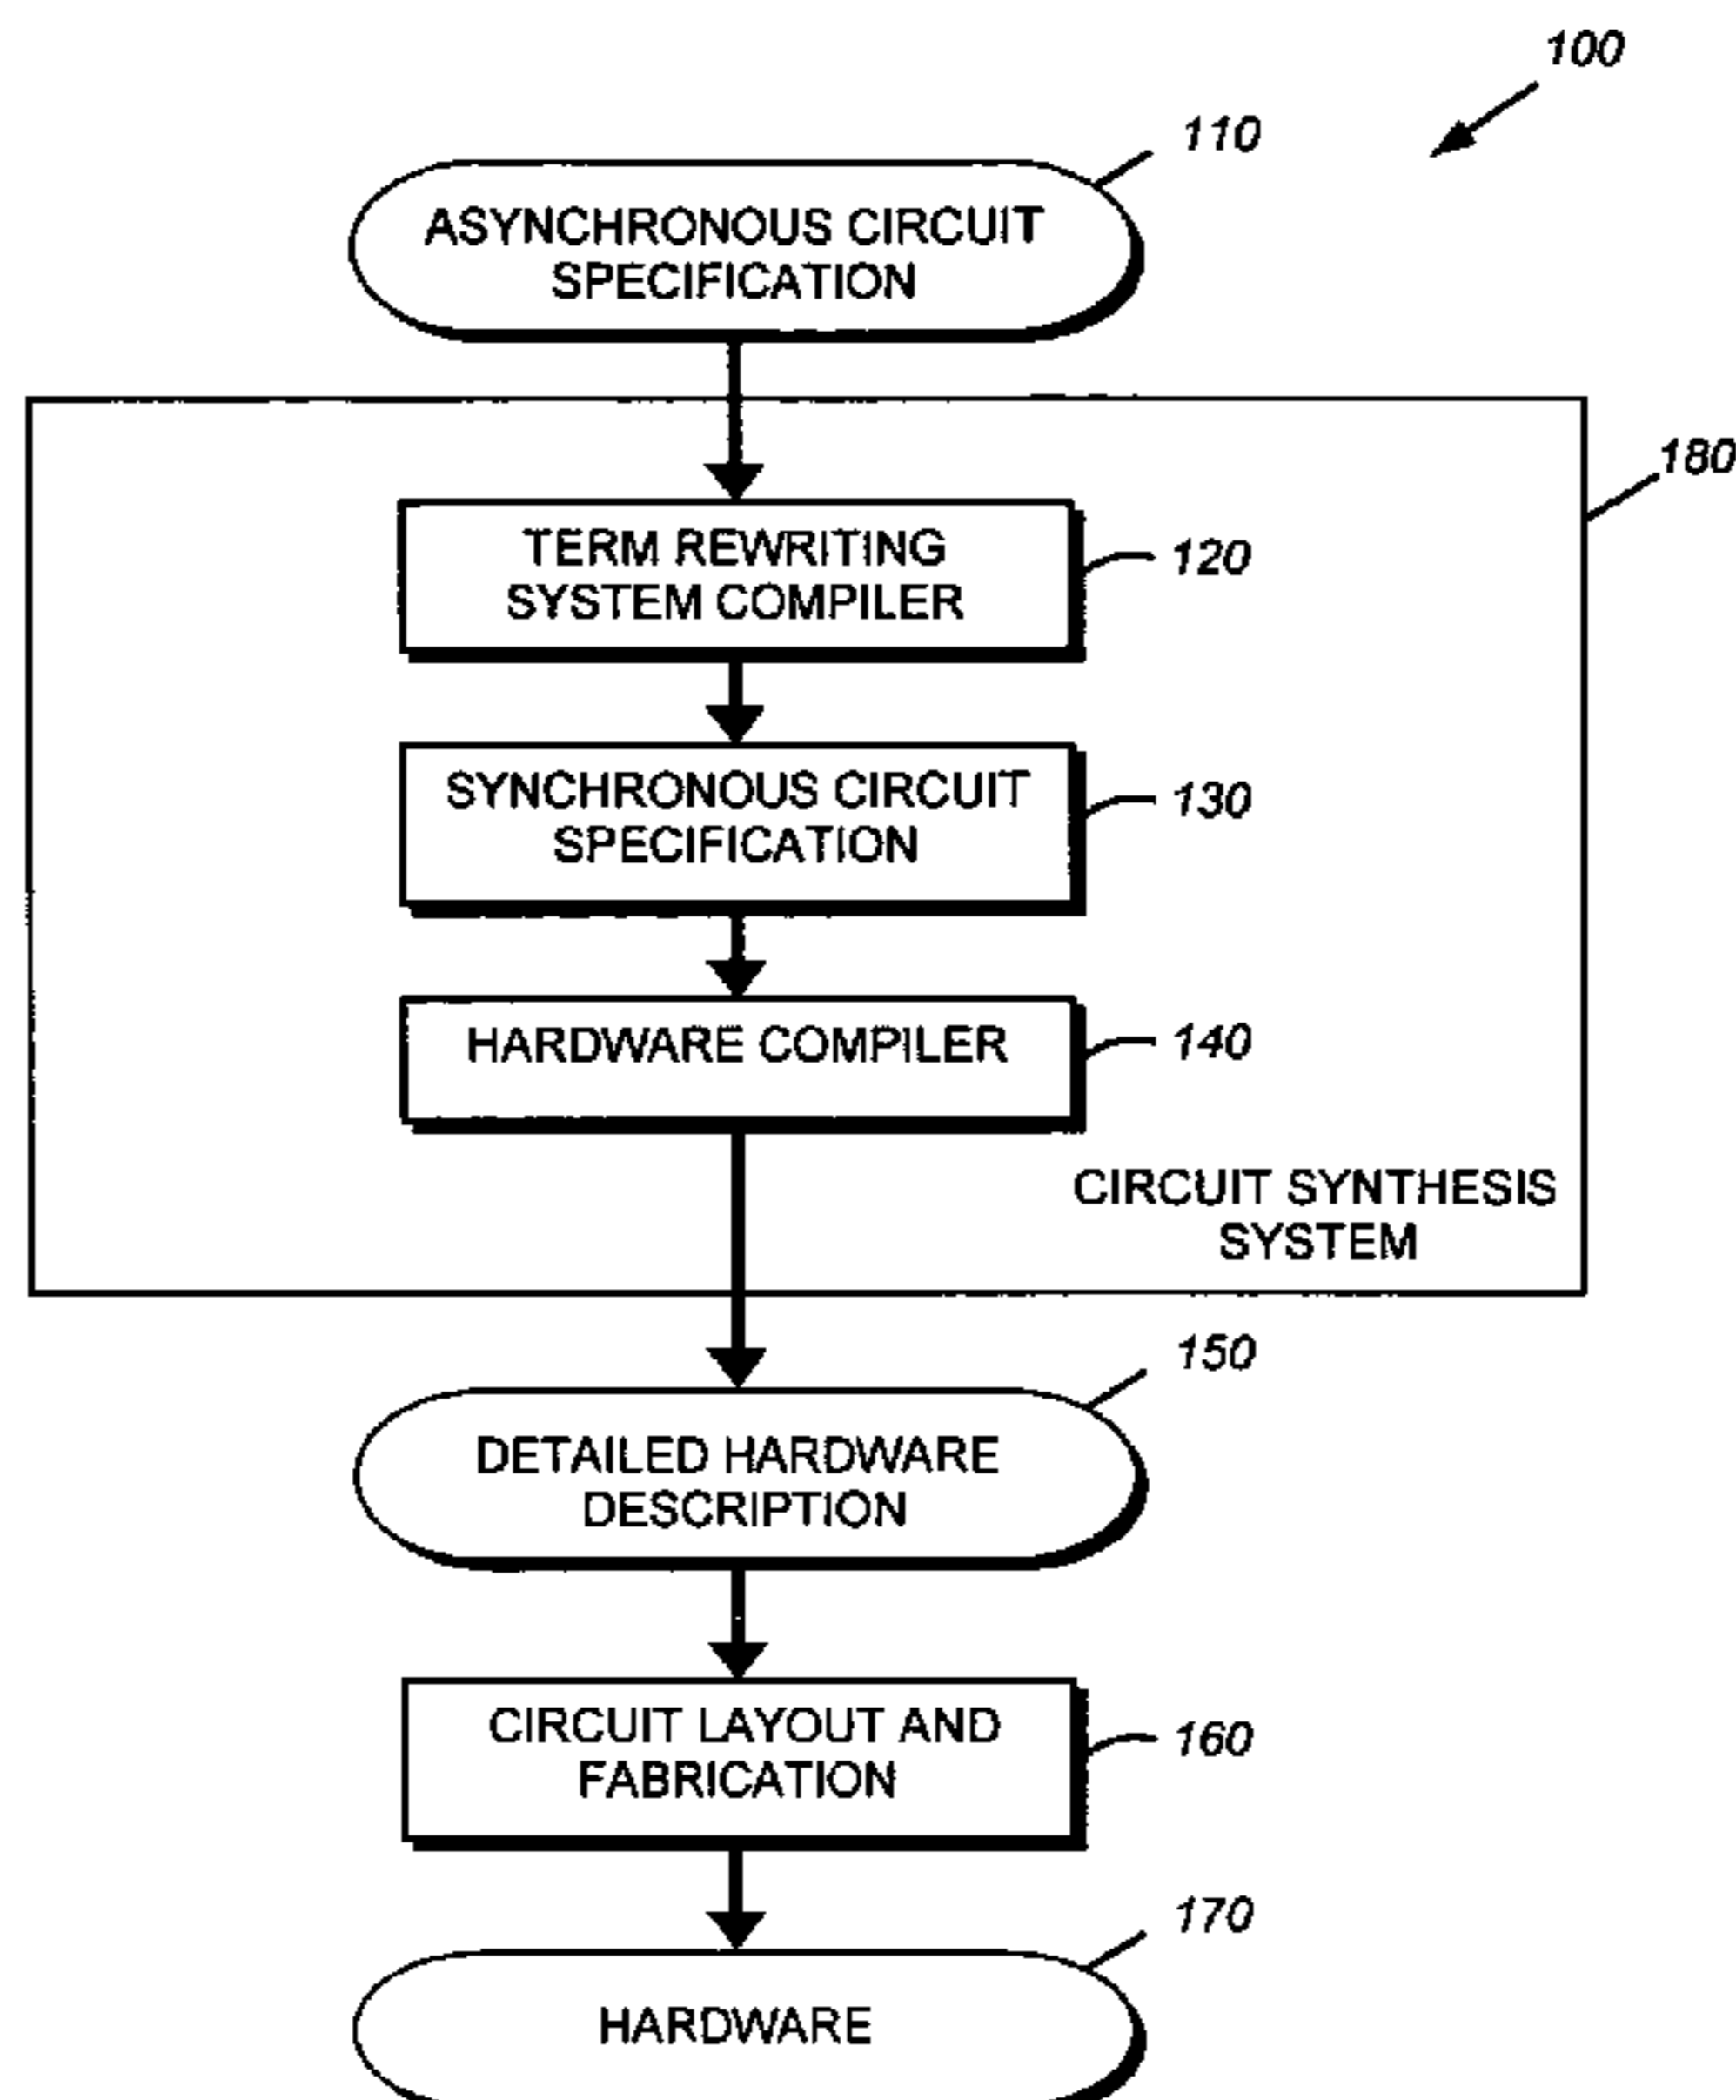 100
110
ASYNCHRONOUS CIRCUIT
SPECIFICATION
180
TERM REWRITING
SYSTEM COMPILER
120
SYNCHRONOUS CIRCUIT
SPECIFICATION
130
HARDWARE COMPILER
140
CIRCUIT SYNTHESIS
SYSTEM
150
DETAILED HARDWARE
DESCRIPTION
CIRCUIT LAYOUT AND
FABRICATION
160
170
HARDWARE